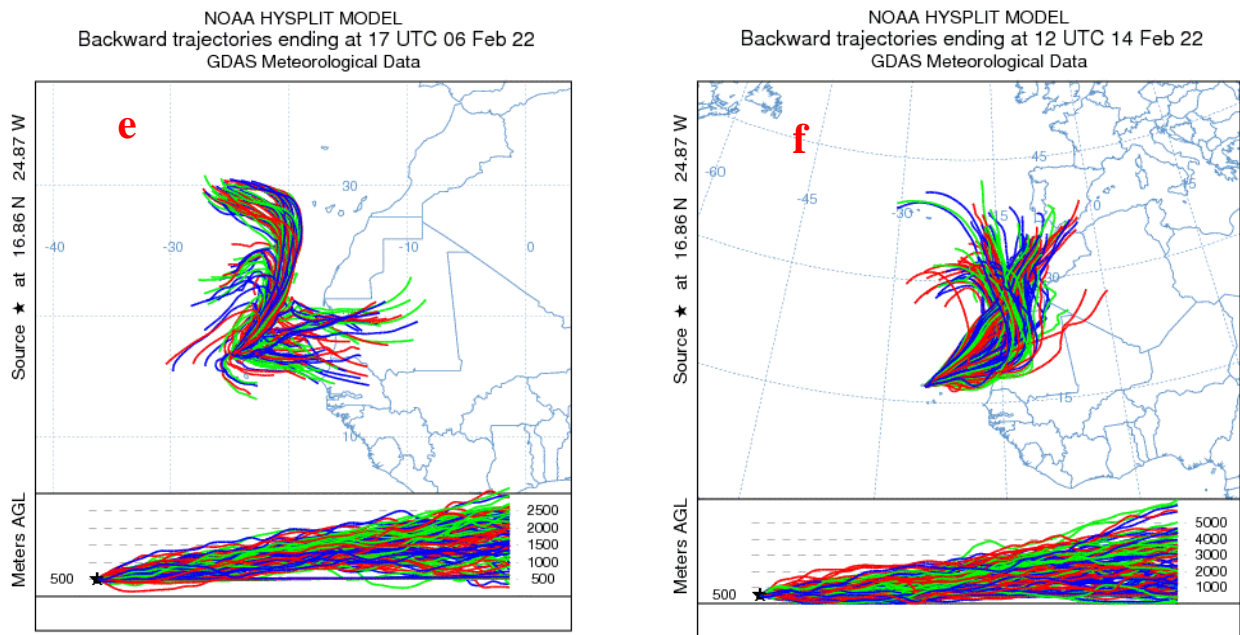 NOAA HYSPLIT MODEL
Backward trajectories ending at 17 UTC 06 Feb 22
GDAS Meteorological Data
e
Source ★ at 16.86 N 24.87 W
30
-40
-30
-20
-10
0
10
Meters AGL
500
2500
2000
1500
1000
500
NOAA HYSPLIT MODEL
Backward trajectories ending at 12 UTC 14 Feb 22
GDAS Meteorological Data
f
Source ★ at 16.86 N 24.87 W
-60
-45
-30
-15
0
15
45
30
15
Meters AGL
500
5000
4000
3000
2000
1000